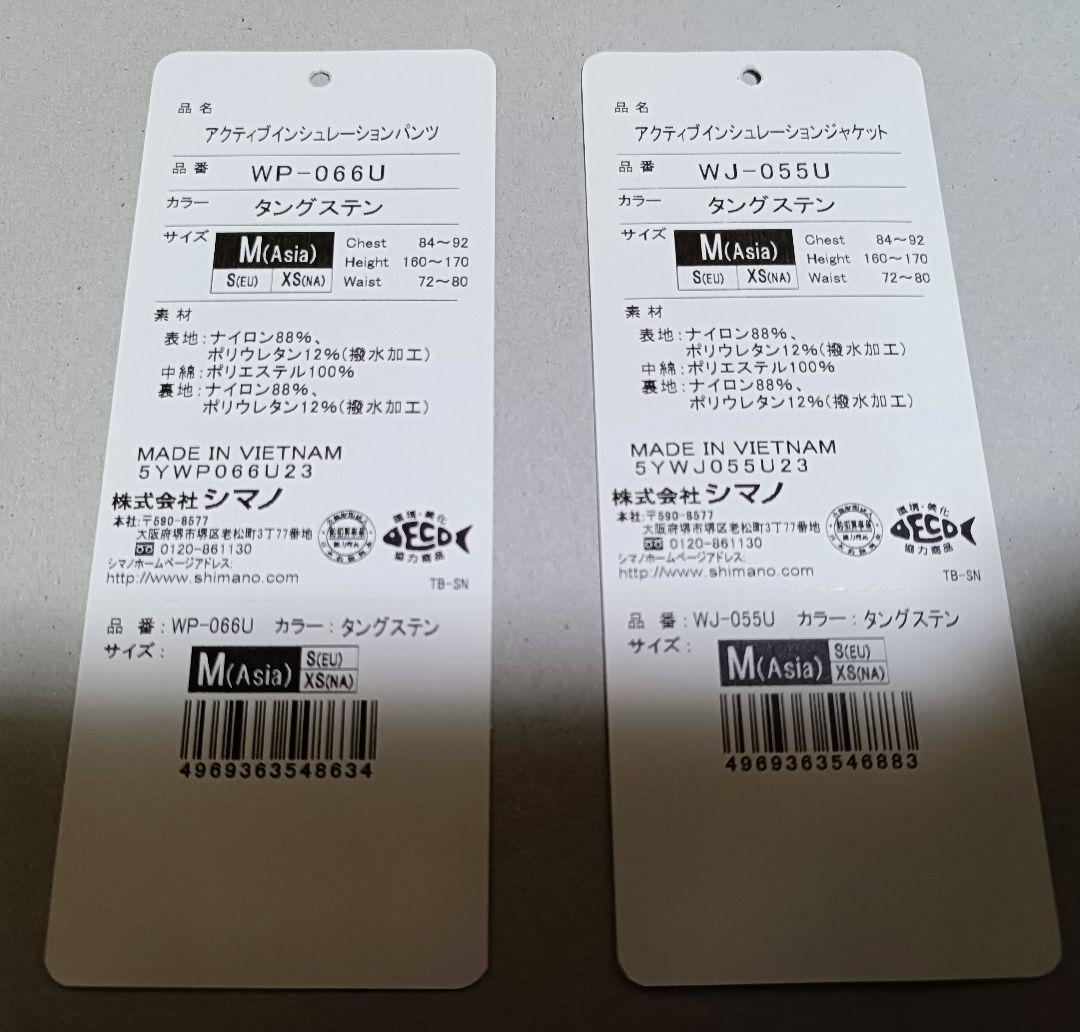 品名
アクティブインシュレーションパンツ
品番 WP-066U
カラー タングステン
サイズ M(Asia) S(EU) XS(NA)
Chest 84～92
Height 160～170
Waist 72～80
素材
表地:ナイロン88%、
ポリウレタン12%(撥水加工)
中綿:ポリエステル100%
裏地:ナイロン88%、
ポリウレタン12%(撥水加工)
MADE IN VIETNAM
5YWP066U23
株式会社シマノ
本社:〒590-8577
大阪府堺市堺区老松町3丁77番地
0120-861130
シマノホームページアドレス:
http://www.shimano.com
環境・美化
ECO
協力商品
TB-SN
品番:WP-066U カラー:タングステン
サイズ: M(Asia) S(EU) XS(NA)
4969363548634
品名
アクティブインシュレーションジャケット
品番 WJ-055U
カラー タングステン
サイズ M(Asia) S(EU) XS(NA)
Chest 84～92
Height 160～170
Waist 72～80
素材
表地:ナイロン88%、
ポリウレタン12%(撥水加工)
中綿:ポリエステル100%
裏地:ナイロン88%、
ポリウレタン12%(撥水加工)
MADE IN VIETNAM
5YWJ055U23
株式会社シマノ
本社:〒590-8577
大阪府堺市堺区老松町3丁77番地
0120-861130
シマノホームページアドレス:
http://www.shimano.com
環境・美化
ECO
協力商品
TB-SN
品番:WJ-055U カラー:タングステン
サイズ: M(Asia) S(EU) XS(NA)
4969363546883